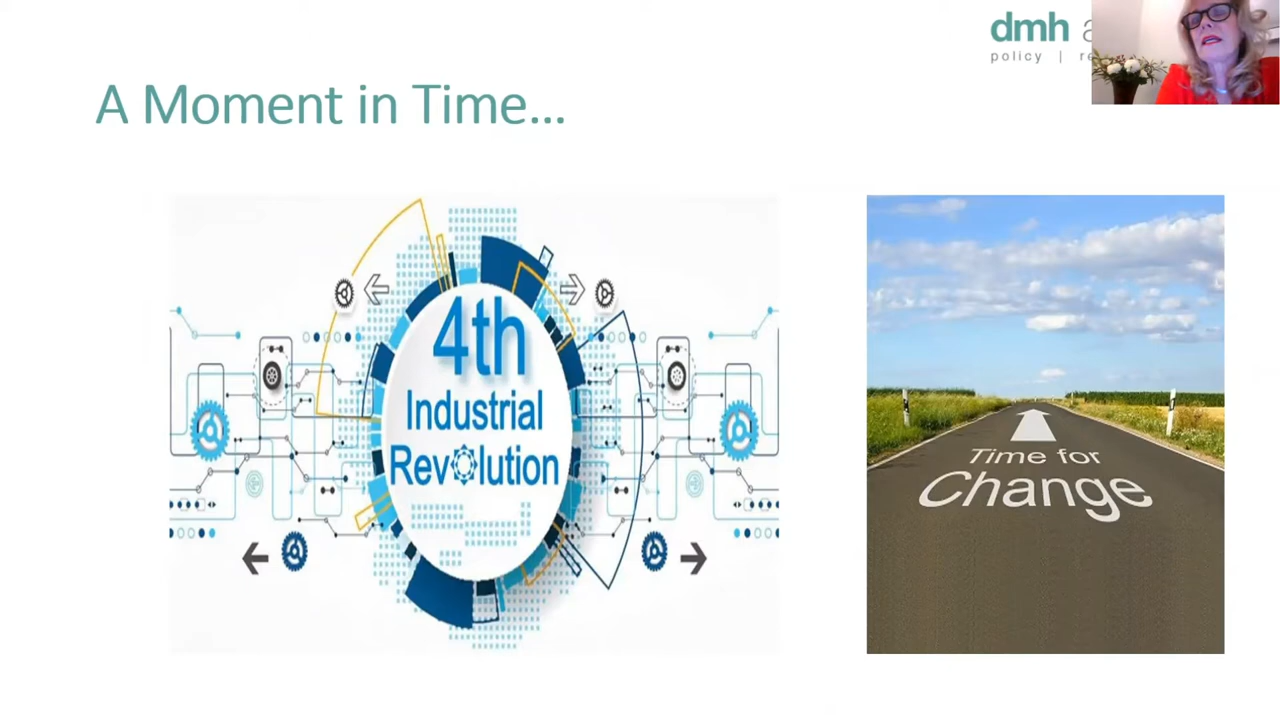 dmh
policy |
A Moment in Time...
4th
Industrial
Revolution
Time for
Change